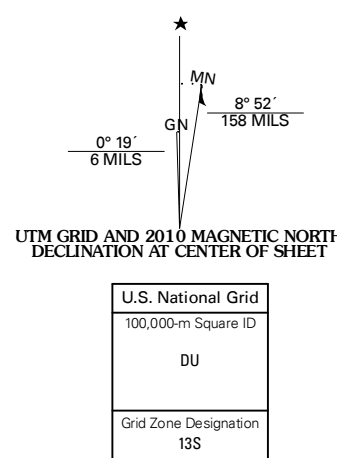 ★
MN
8° 52´
158 MILS
GN
0° 19´
6 MILS
UTM GRID AND 2010 MAGNETIC NORTH
DECLINATION AT CENTER OF SHEET
U.S. National Grid
100,000-m Square ID
DU
Grid Zone Designation
13S